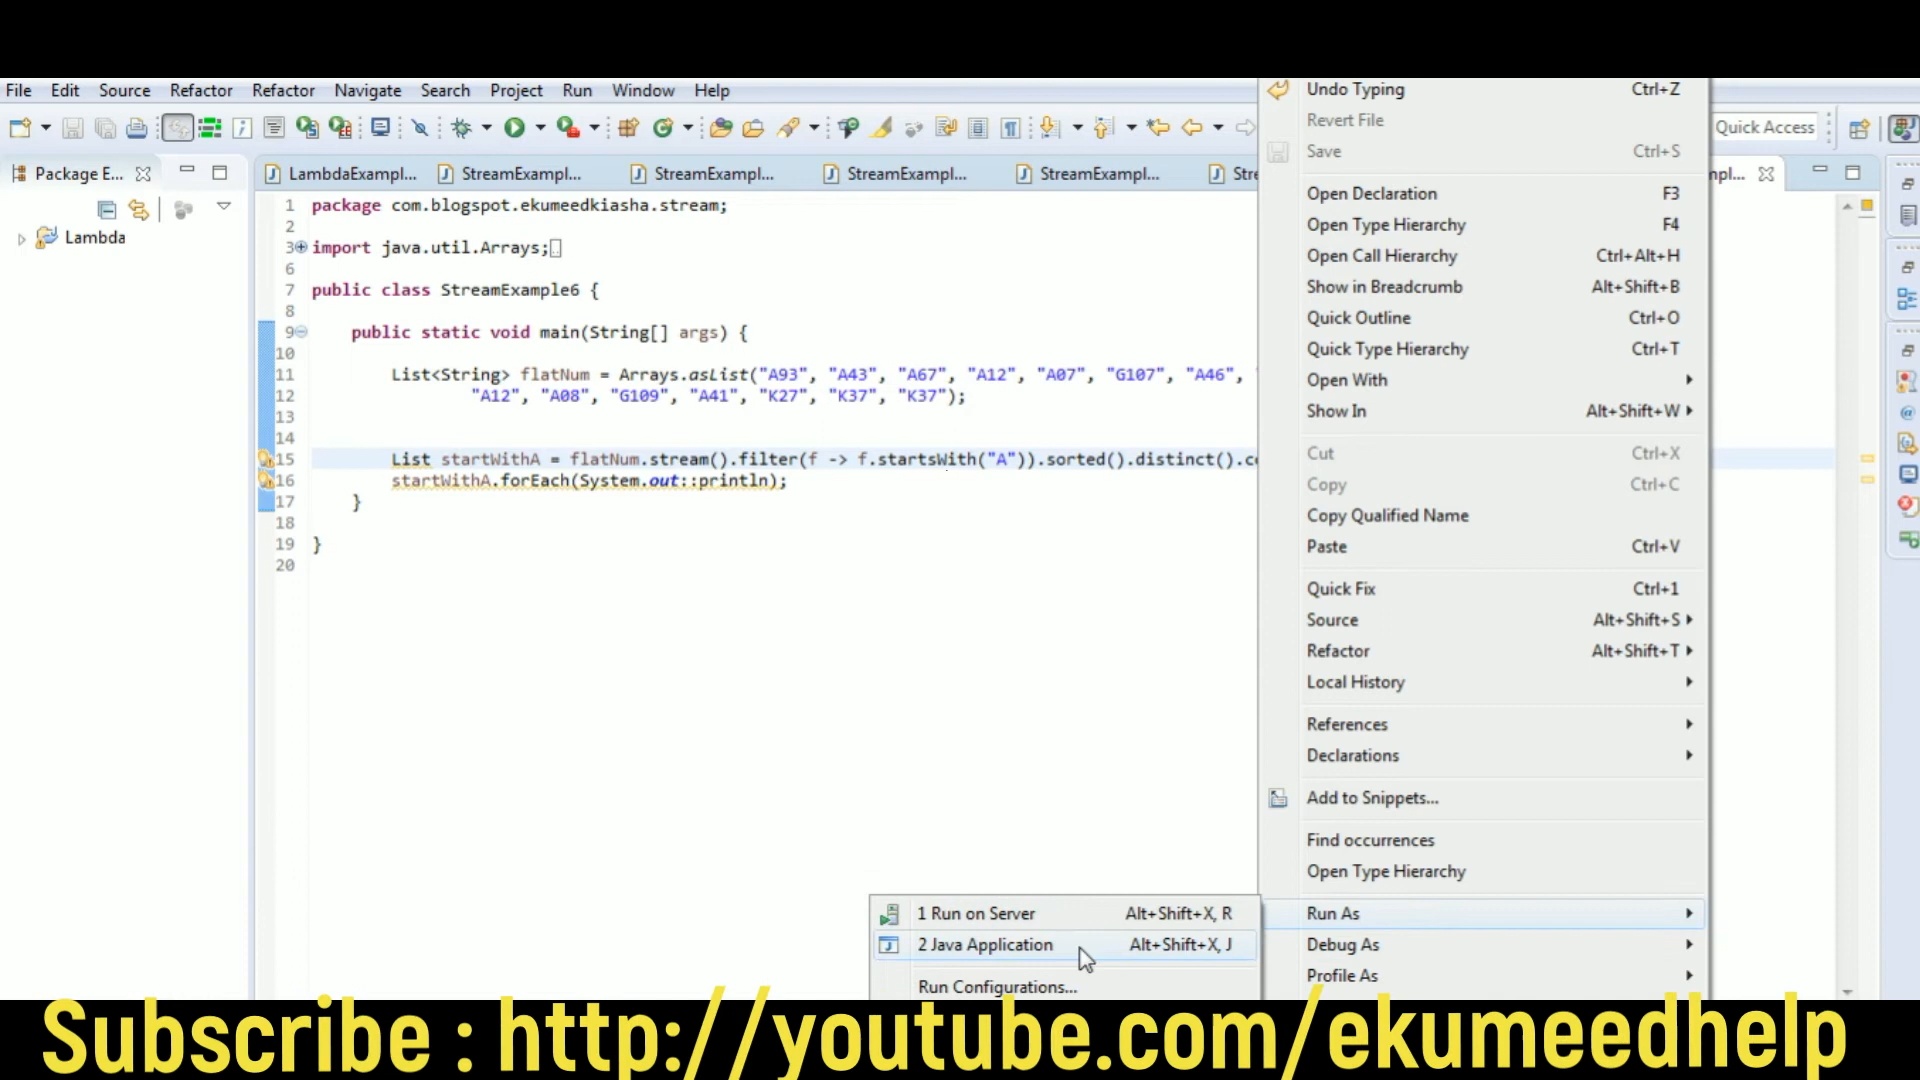 File Edit Source Refactor Refactor Navigate Search Project Run Window Help
Quick Access
Package E...
LambdaExampl... StreamExampl... StreamExampl... StreamExampl... StreamExampl...
Lambda
1 package com.blogspot.ekumeedkiasha.stream;
2
3 import java.util.Arrays;
6
7 public class StreamExample6 {
8
9 public static void main(String[] args) {
10
11 List<String> flatNum = Arrays.asList("A93", "A43", "A67", "A12", "A07", "G107", "A46",
12 "A12", "A08", "G109", "A41", "K27", "K37", "K37");
13
14
15 List startWithA = flatNum.stream().filter(f -> f.startsWith("A")).sorted().distinct().
16 startWithA.forEach(System.out::println);
17 }
18
19 }
20
Undo Typing Ctrl+Z
Revert File
Save Ctrl+S
Open Declaration F3
Open Type Hierarchy F4
Open Call Hierarchy Ctrl+Alt+H
Show in Breadcrumb Alt+Shift+B
Quick Outline Ctrl+O
Quick Type Hierarchy Ctrl+T
Open With
Show In Alt+Shift+W
Cut Ctrl+X
Copy Ctrl+C
Copy Qualified Name
Paste Ctrl+V
Quick Fix Ctrl+1
Source Alt+Shift+S
Refactor Alt+Shift+T
Local History
References
Declarations
Add to Snippets...
Find occurrences
Open Type Hierarchy
Run As
Debug As
Profile As
1 Run on Server Alt+Shift+X, R
2 Java Application Alt+Shift+X, J
Run Configurations...
Subscribe : http://youtube.com/ekumeedhelp